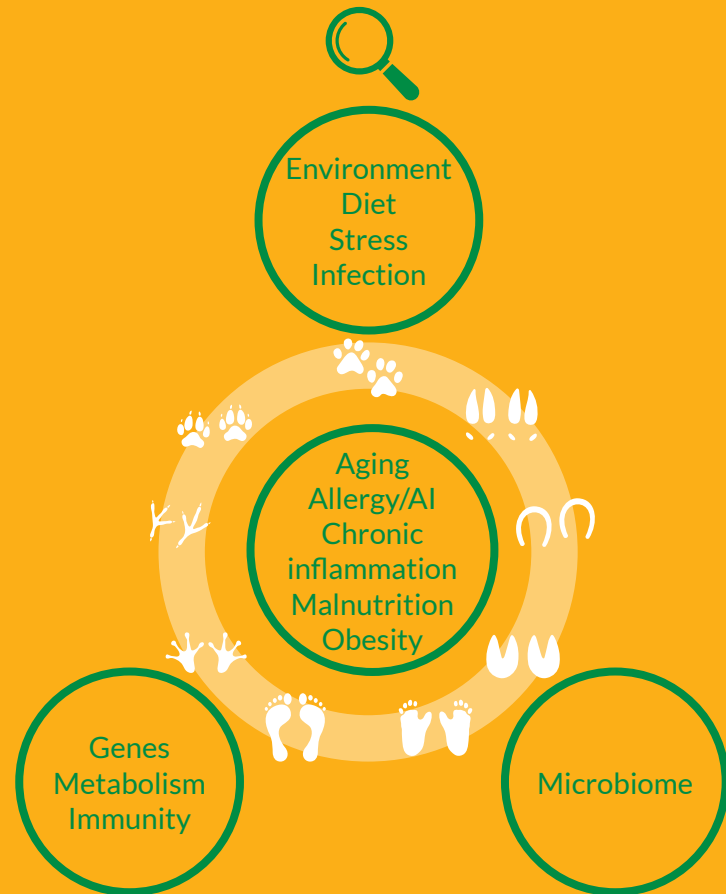 Environment
Diet
Stress
Infection
Aging
Allergy/AI
Chronic
inflammation
Malnutrition
Obesity
Genes
Metabolism
Immunity
Microbiome